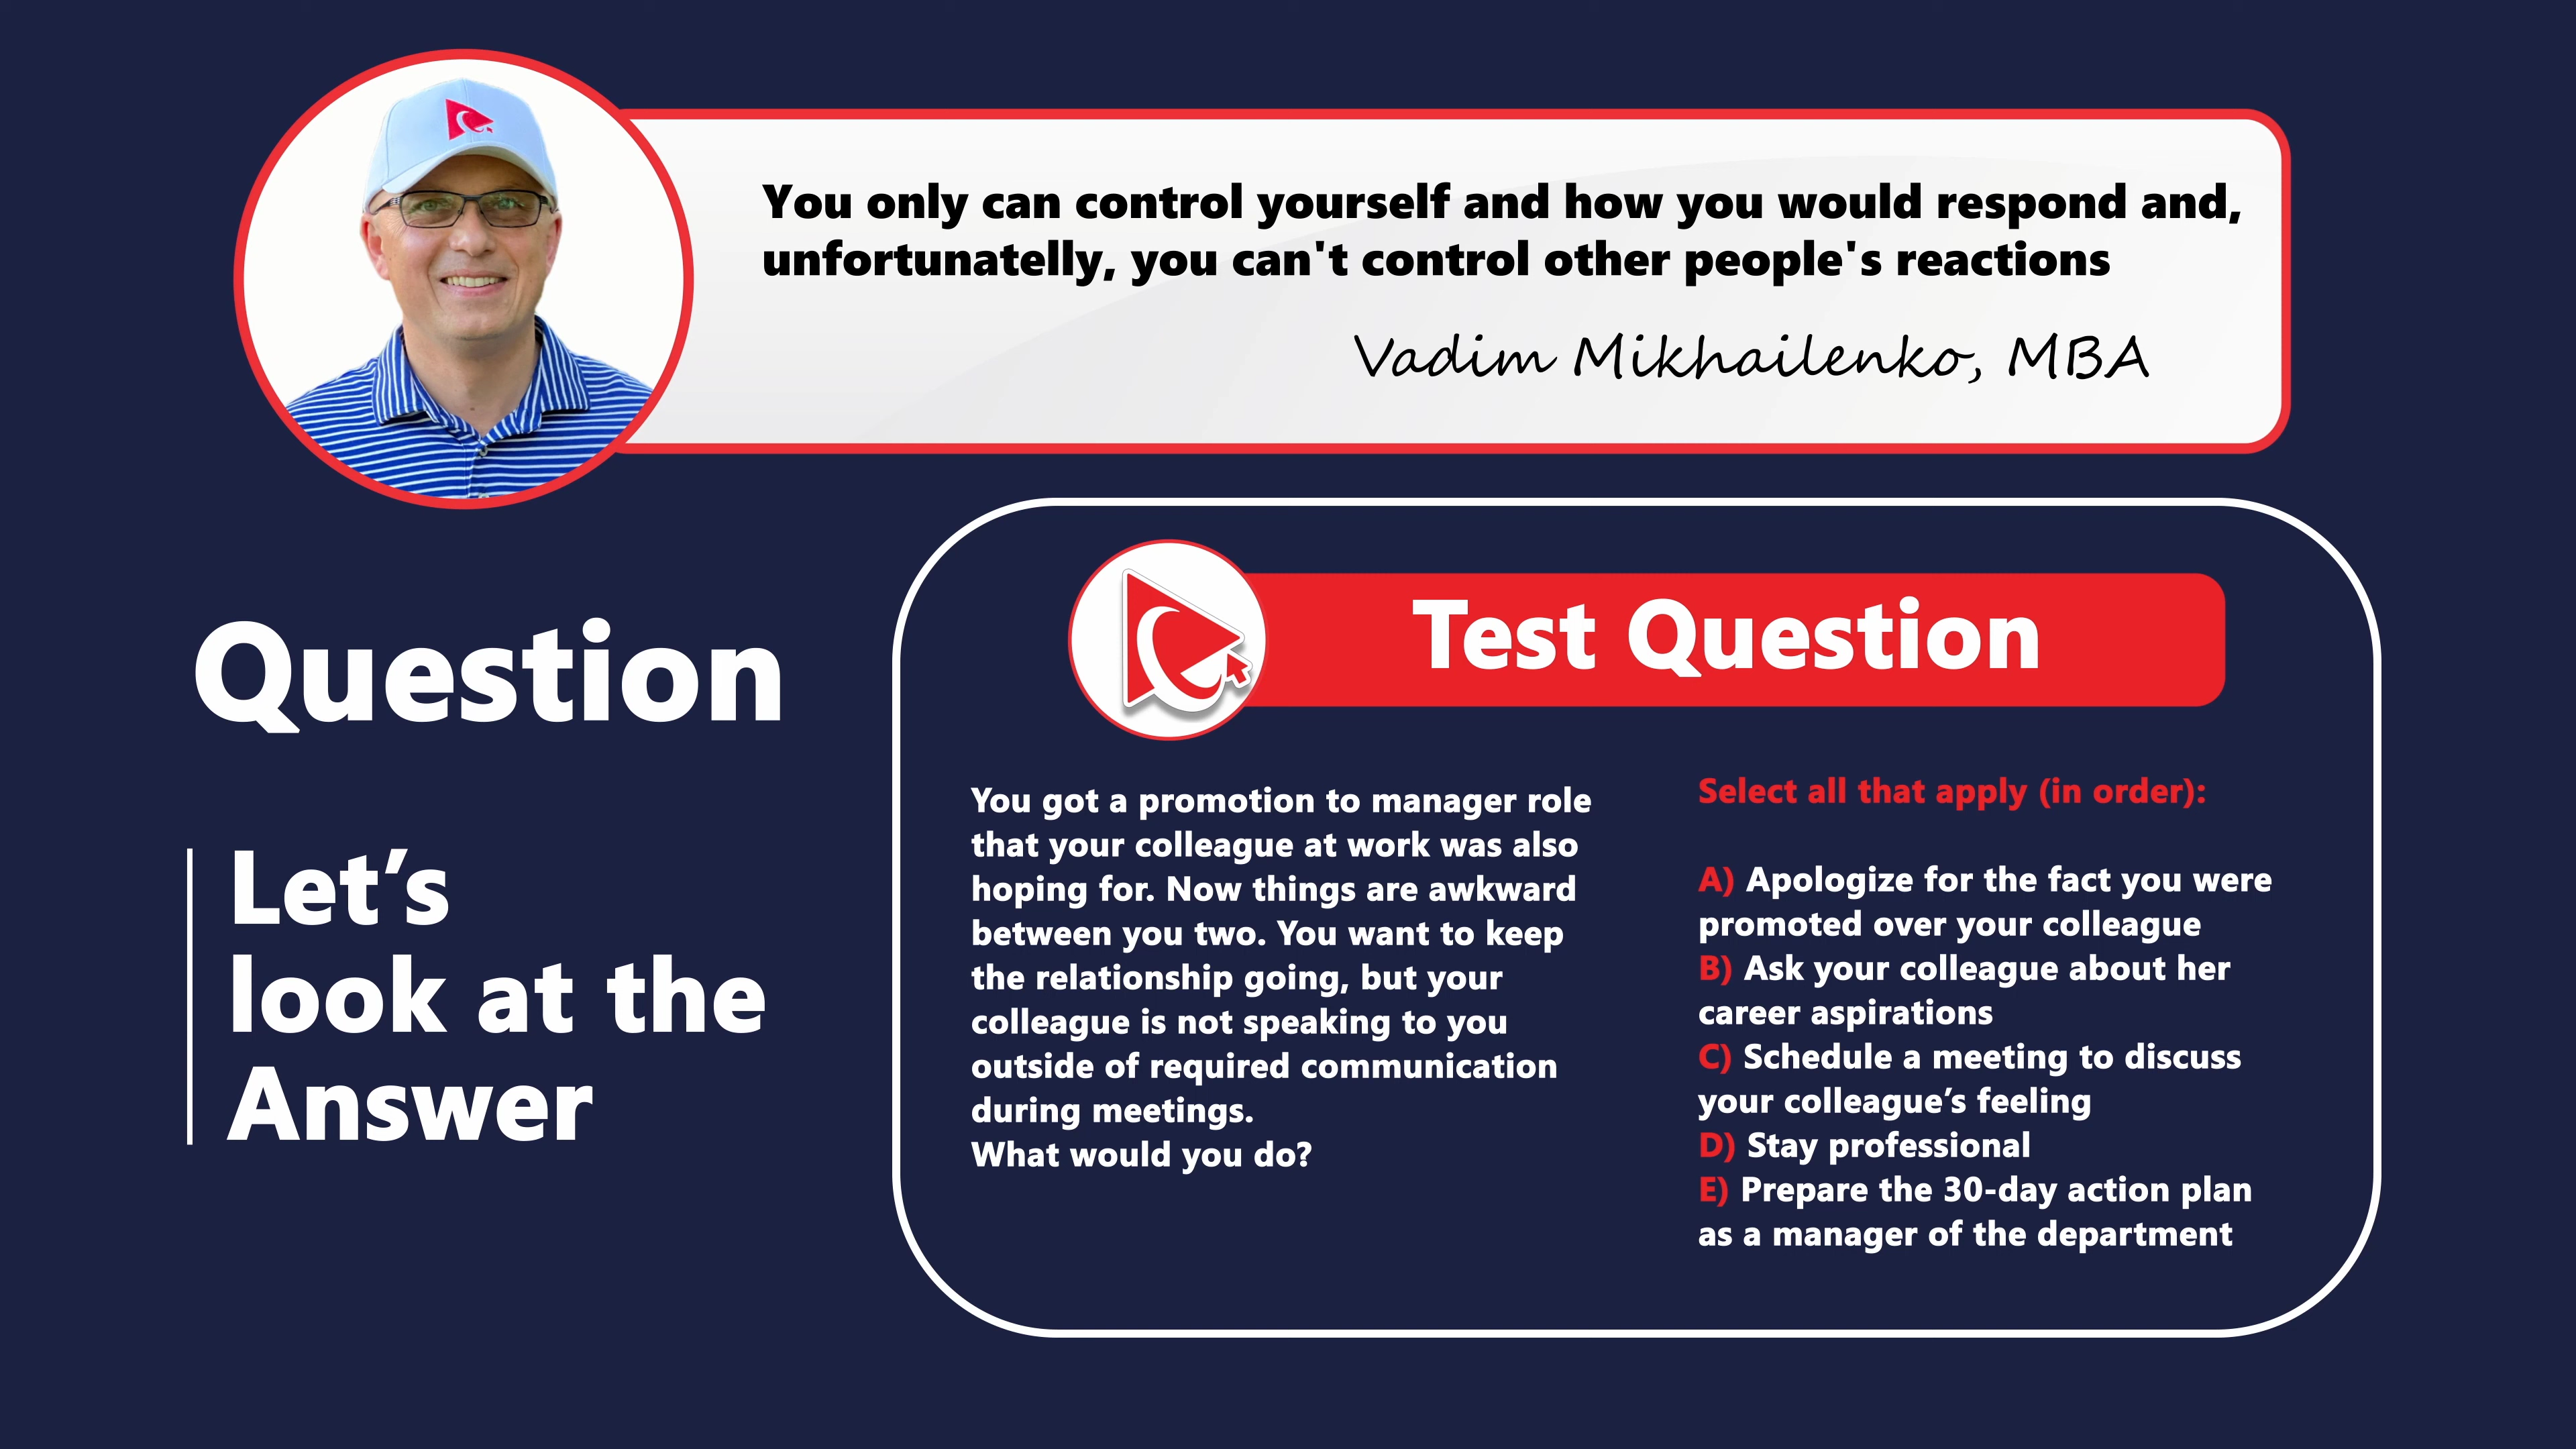 You only can control yourself and how you would respond and,
unfortunatelly, you can't control other people's reactions
Vadim Mikhailenko, MBA
Question
Let’s
look at the
Answer
Test Question
You got a promotion to manager role
that your colleague at work was also
hoping for. Now things are awkward
between you two. You want to keep
the relationship going, but your
colleague is not speaking to you
outside of required communication
during meetings.
What would you do?
Select all that apply (in order):
A) Apologize for the fact you were
promoted over your colleague
B) Ask your colleague about her
career aspirations
C) Schedule a meeting to discuss
your colleague’s feeling
D) Stay professional
E) Prepare the 30-day action plan
as a manager of the department